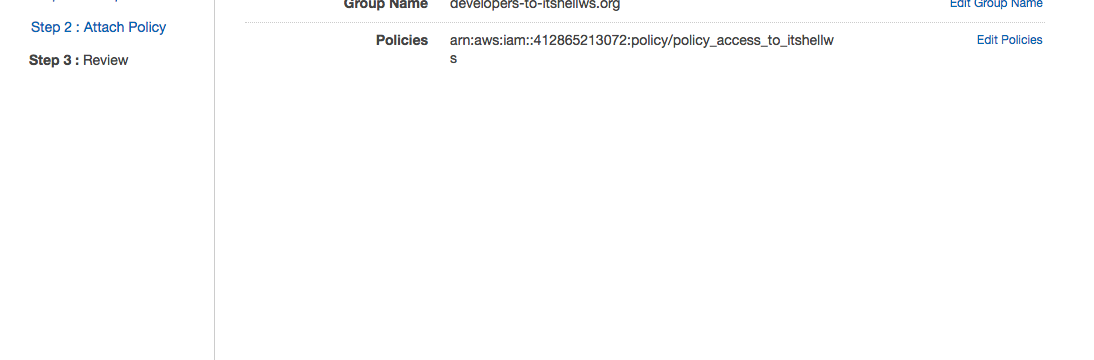 Group Name developers-to-itshellws.org Edit Group Name
Step 2 : Attach Policy
Policies arn:aws:iam::412865213072:policy/policy_access_to_itshellw Edit Policies
s
Step 3 : Review